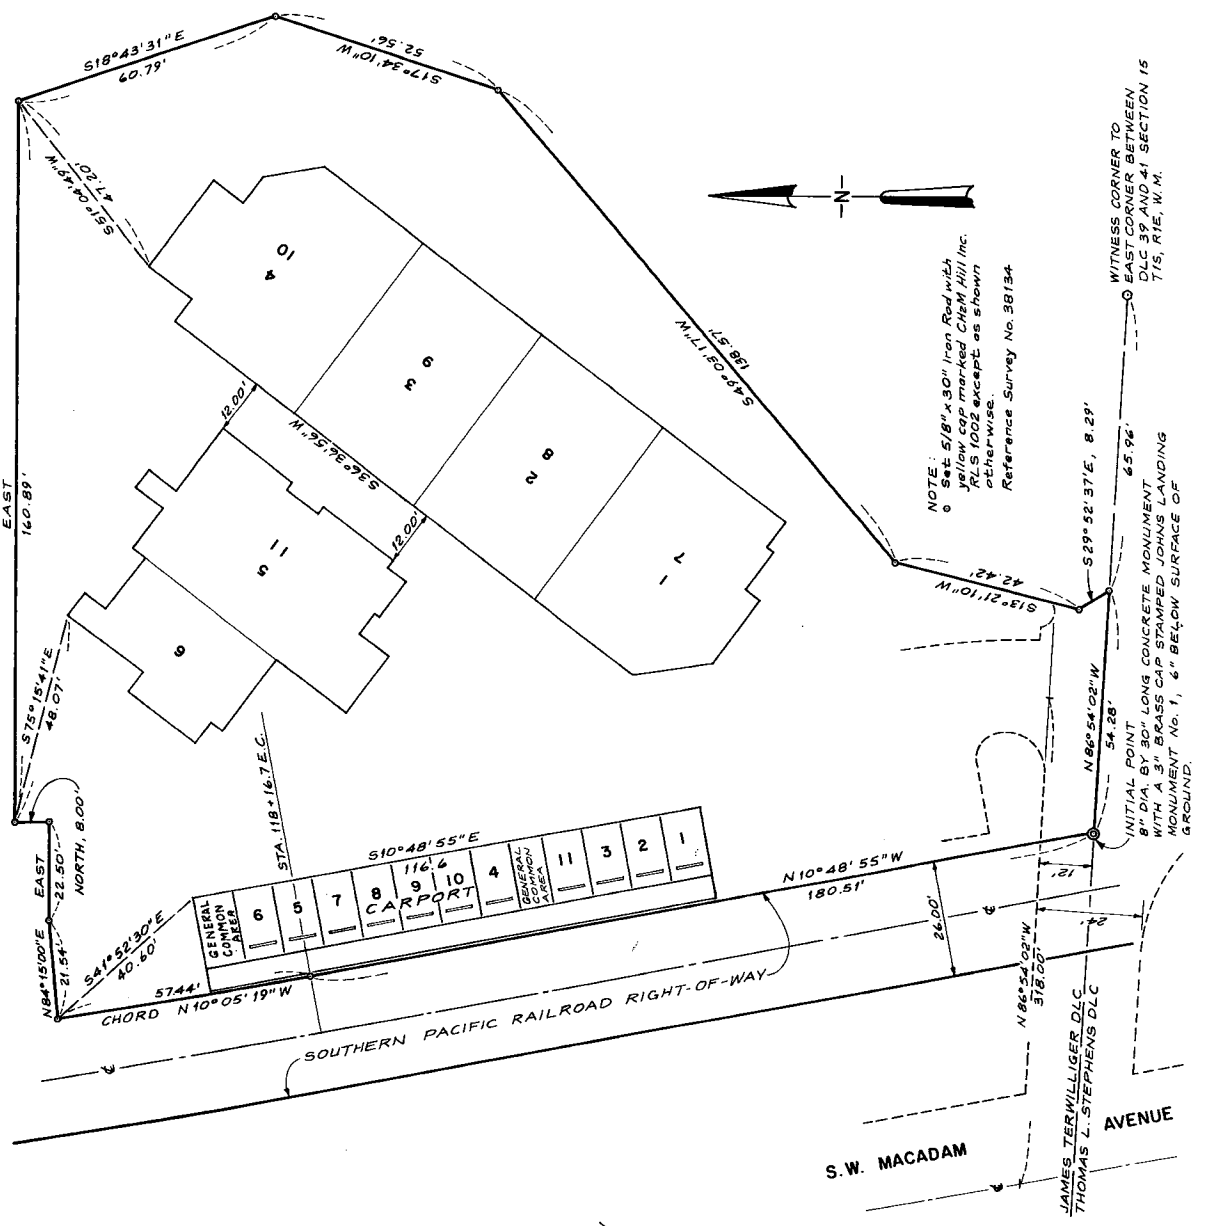 S18°43'31"E
60.79'
S17°34'10"W
52.56'
EAST
160.89'
S51°04'49"W
47.20'
10
4
9
3
8
2
7
1
12.00'
S36°36'56"W
12.00'
11
5
6
S75°15'41"E
48.07'
S49°03'17"W
138.57'
N
NOTE:
Set 5/8" x 30" Iron Rod with
yellow cap marked CH2M Hill Inc.
RLS 1002 except as shown
otherwise.
Reference Survey No. 38134
WITNESS CORNER TO
EAST CORNER BETWEEN
DLC 39 AND 41 SECTION 15
T1S, R1E, W.M.
S13°21'10"W
42.42'
S29°52'37"E, 8.29'
65.96'
N86°54'02"W
54.28'
INITIAL POINT
8" DIA. BY 30" LONG CONCRETE MONUMENT
WITH A 3" BRASS CAP STAMPED JOHNS LANDING
MONUMENT No. 1, 6" BELOW SURFACE OF
GROUND.
NORTH, 8.00'
EAST
22.50'
N84°15'00"E
21.54'
S41°52'30"E
40.60'
STA. 118+16.7 E.C.
S10°48'55"E
116.6
CARPORT
GENERAL
COMMON
AREA
6
5
7
8
9
10
4
GENERAL
COMMON
AREA
11
3
2
1
57.44'
CHORD N10°05'19"W
N10°48'55"W
180.51'
26.00'
12'
24'
SOUTHERN PACIFIC RAILROAD RIGHT-OF-WAY
N86°54'02"W
318.00'
JAMES TERWILLIGER DLC
THOMAS L. STEPHENS DLC
S.W. MACADAM
AVENUE